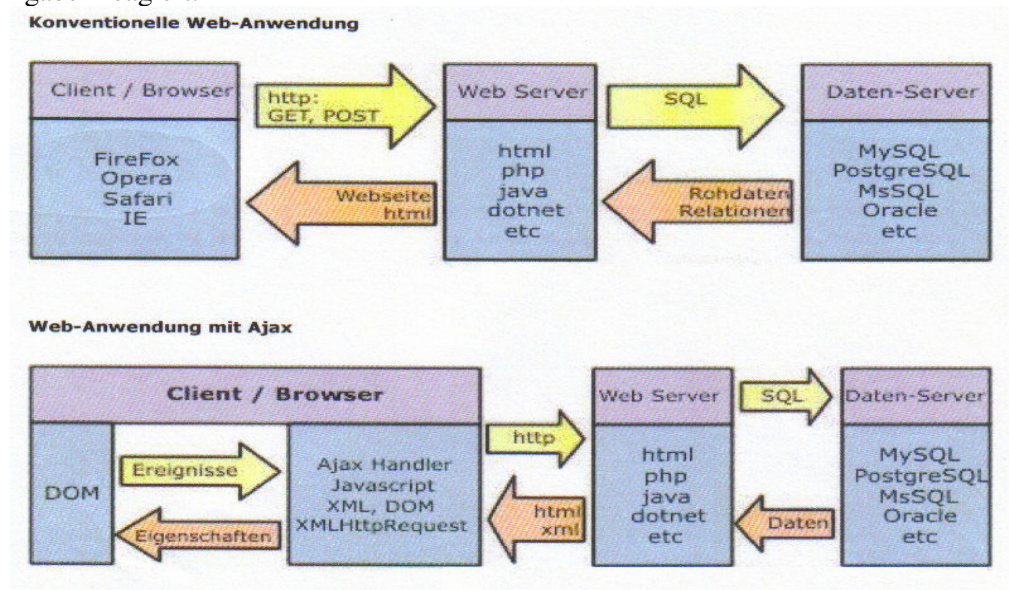 Konventionelle Web-Anwendung
Client / Browser
FireFox
Opera
Safari
IE
http:
GET, POST
Webseite
html
Web Server
html
php
java
dotnet
etc
SQL
Rohdaten
Relationen
Daten-Server
MySQL
PostgreSQL
MsSQL
Oracle
etc
Web-Anwendung mit Ajax
Client / Browser
DOM
Ereignisse
Eigenschaften
Ajax Handler
Javascript
XML, DOM
XMLHttpRequest
http
html
xml
Web Server
html
php
java
dotnet
etc
SQL
Daten
Daten-Server
MySQL
PostgreSQL
MsSQL
Oracle
etc